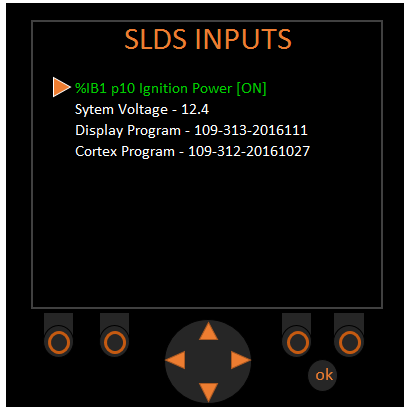 SLDS INPUTS
%IB1 p10 Ignition Power [ON]
Sytem Voltage - 12.4
Display Program - 109-313-2016111
Cortex Program - 109-312-20161027
ok